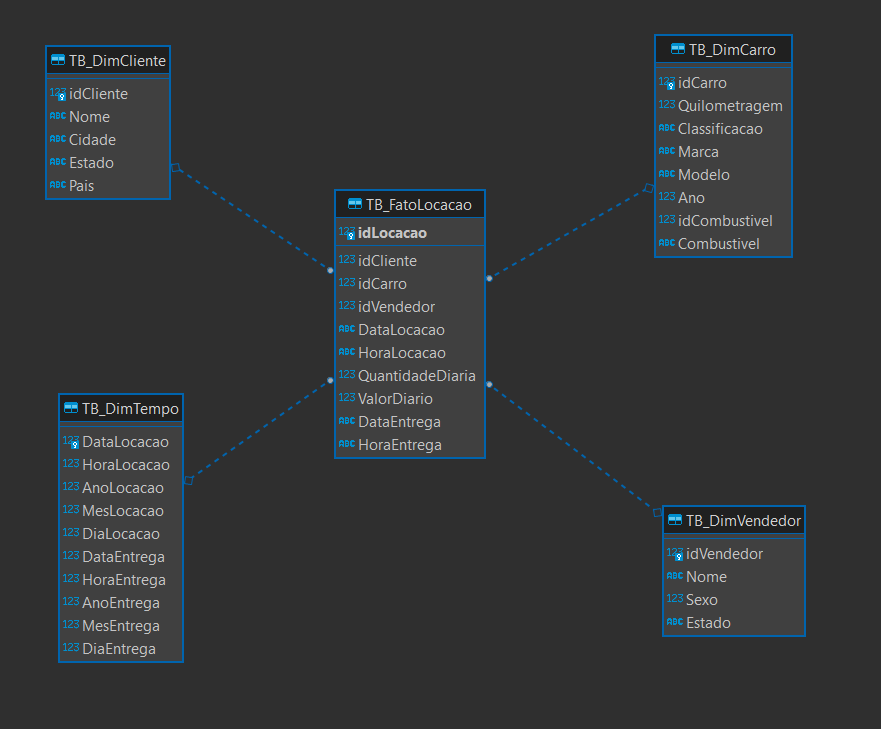 TB_DimCliente
123 idCliente
ABC Nome
ABC Cidade
ABC Estado
ABC Pais
TB_DimCarro
123 idCarro
123 Quilometragem
ABC Classificacao
ABC Marca
ABC Modelo
123 Ano
123 idCombustivel
ABC Combustivel
TB_FatoLocacao
123 idLocacao
123 idCliente
123 idCarro
123 idVendedor
ABC DataLocacao
ABC HoraLocacao
123 QuantidadeDiaria
123 ValorDiario
ABC DataEntrega
ABC HoraEntrega
TB_DimTempo
123 DataLocacao
123 HoraLocacao
123 AnoLocacao
123 MesLocacao
123 DiaLocacao
123 DataEntrega
123 HoraEntrega
123 AnoEntrega
123 MesEntrega
123 DiaEntrega
TB_DimVendedor
123 idVendedor
ABC Nome
123 Sexo
ABC Estado